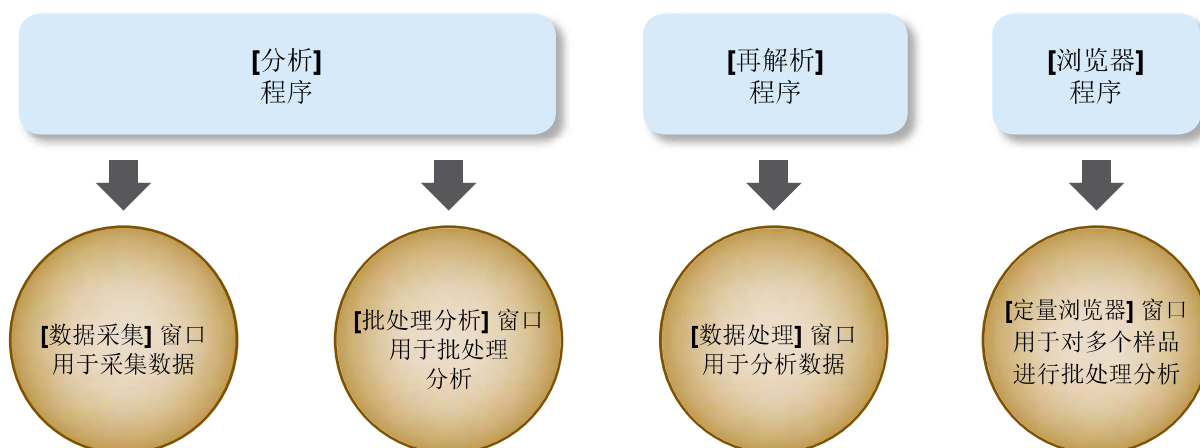 [分析]
程序
[再解析]
程序
[浏览器]
程序
[数据采集] 窗口
用于采集数据
[批处理分析] 窗口
用于批处理
分析
[数据处理] 窗口
用于分析数据
[定量浏览器] 窗口
用于对多个样品
进行批处理分析